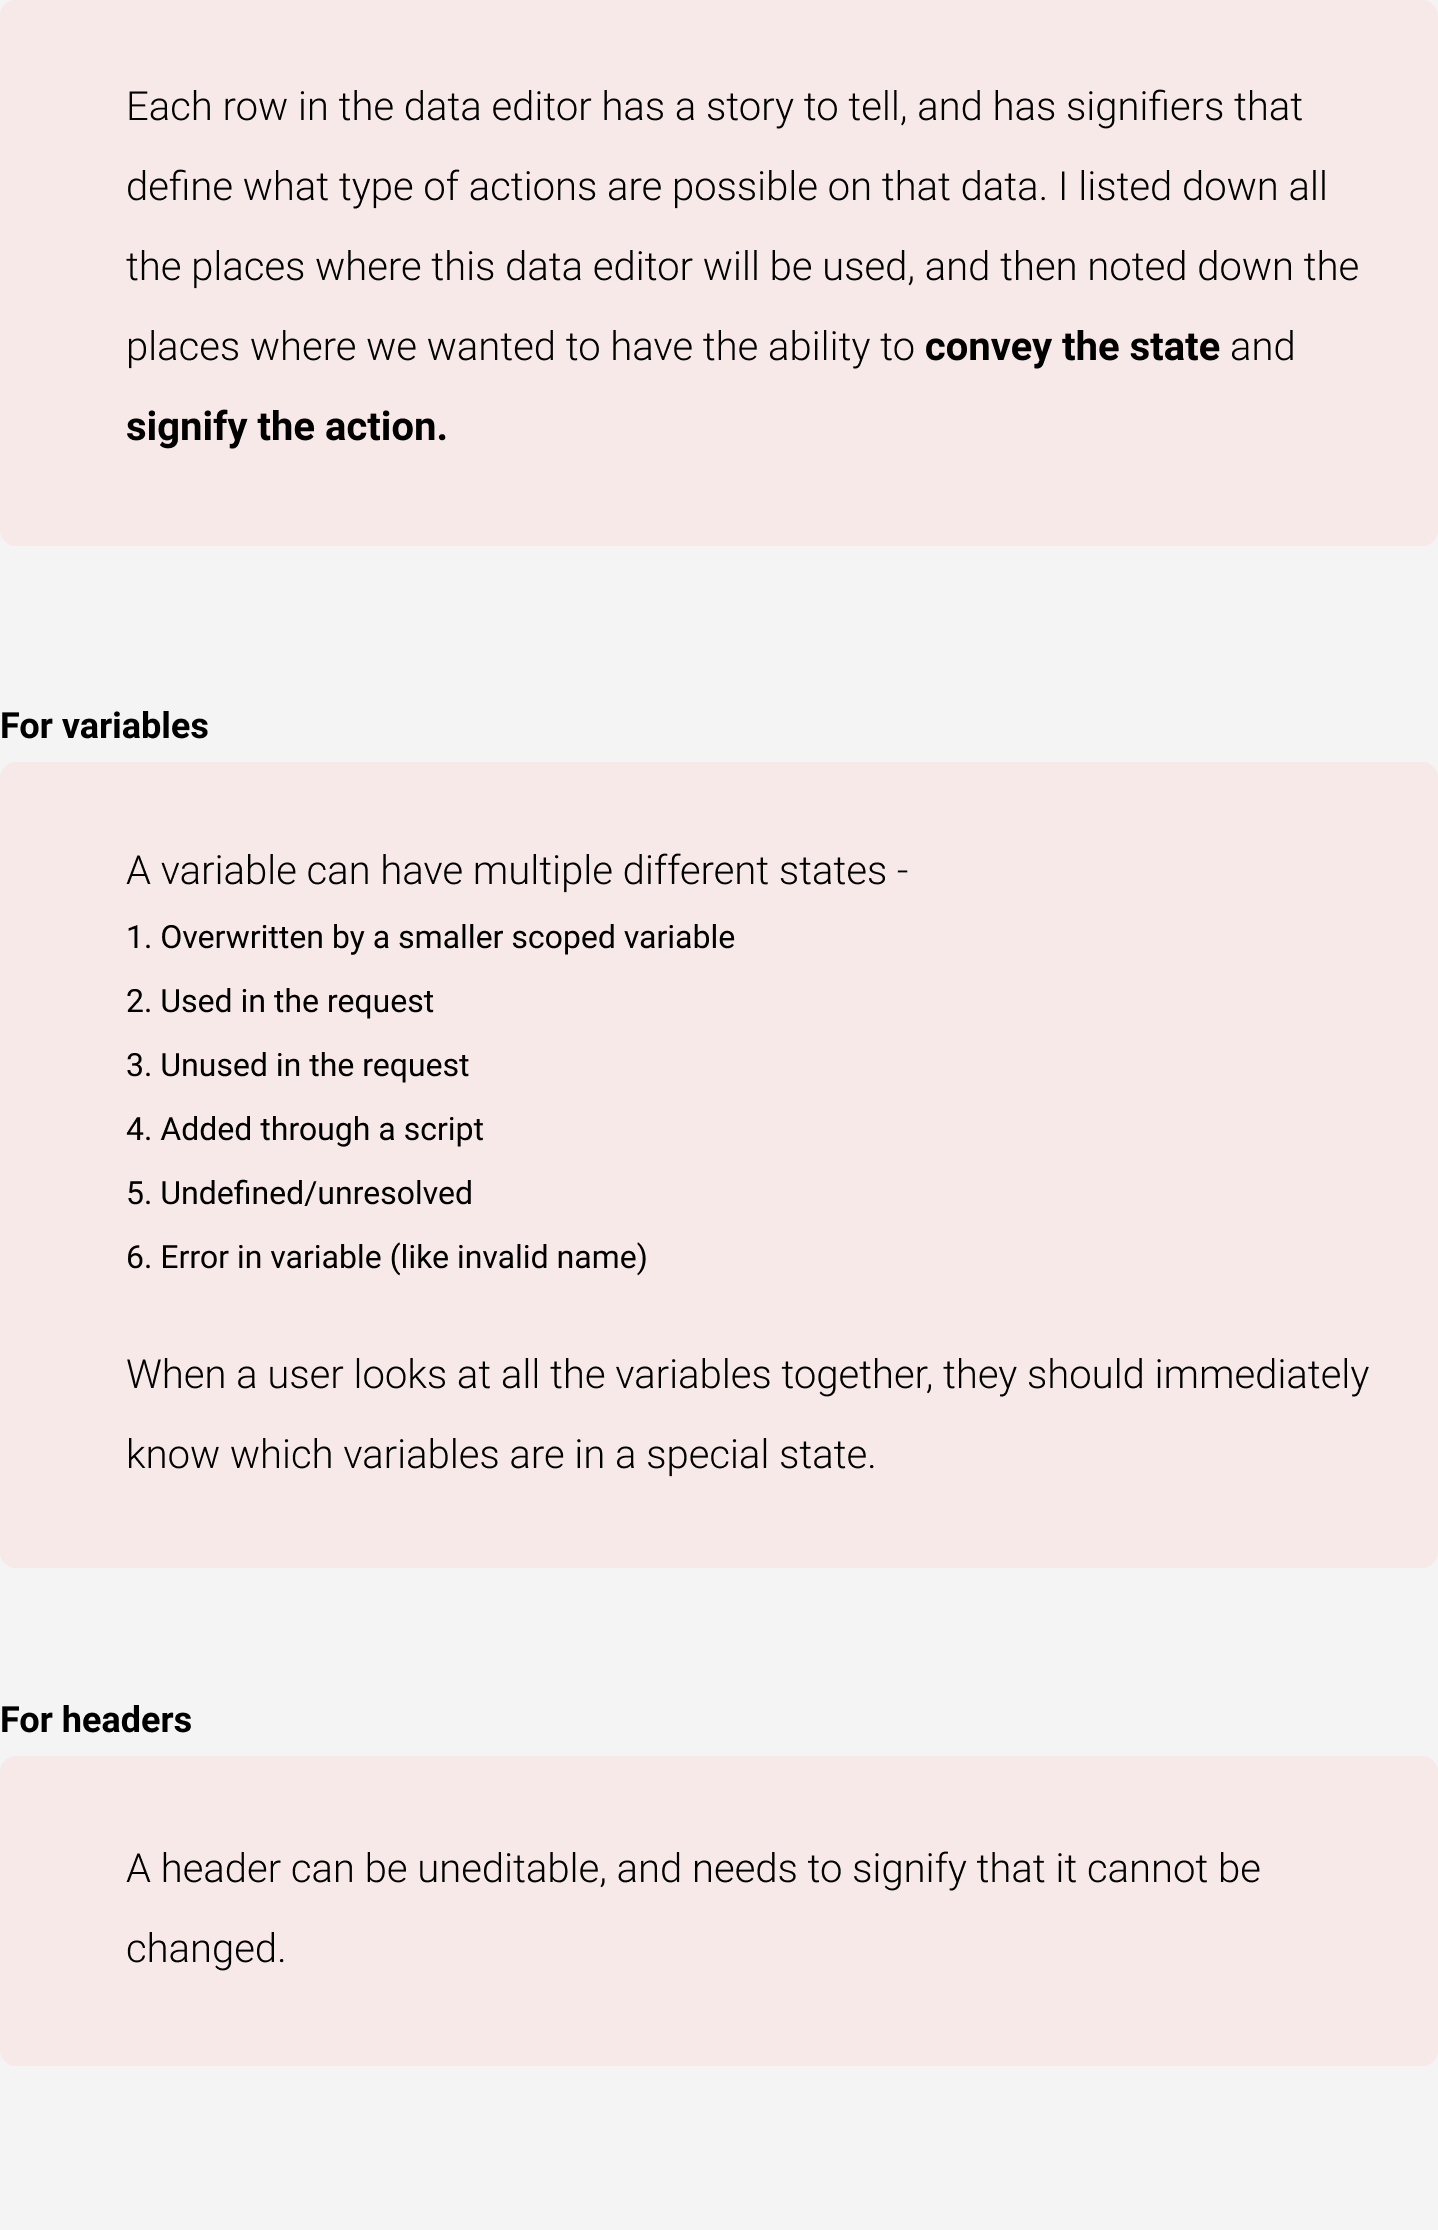 Each row in the data editor has a story to tell, and has signifiers that
define what type of actions are possible on that data. I listed down all
the places where this data editor will be used, and then noted down the
places where we wanted to have the ability to convey the state and
signify the action.
For variables
A variable can have multiple different states -
1. Overwritten by a smaller scoped variable
2. Used in the request
3. Unused in the request
4. Added through a script
5. Undefined/unresolved
6. Error in variable (like invalid name)
When a user looks at all the variables together, they should immediately
know which variables are in a special state.
For headers
A header can be uneditable, and needs to signify that it cannot be
changed.